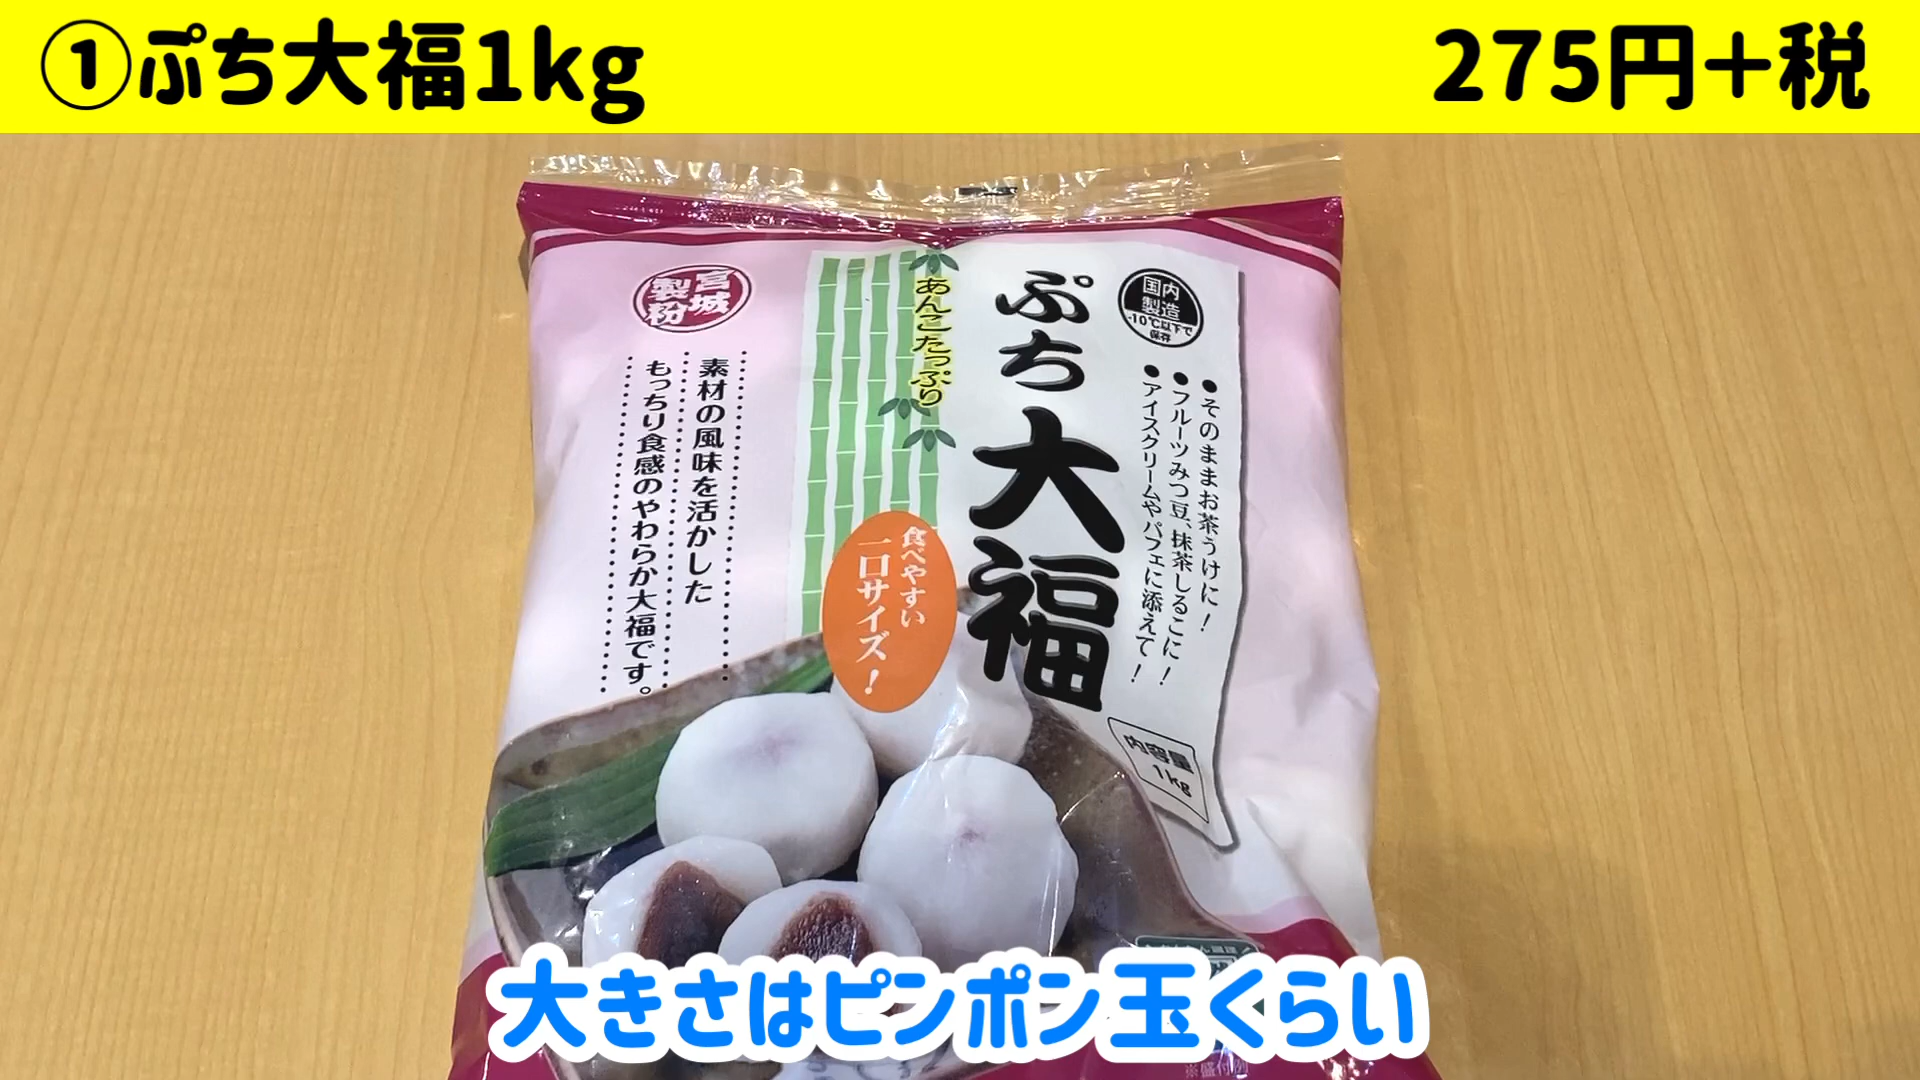 ①ぷち大福1kg
275円+税
宮城
製粉
国内
製造
-10℃以下で
保存
あんこたっぷり
ぷち大福
●そのままお茶うけに！
●フルーツみつ豆、抹茶しるこに！
●アイスクリームやパフェに添えて！
素材の風味を活かした
もっちり食感のやわらか大福です。
食べやすい
一口サイズ！
内容量
1kg
大きさはピンポン玉くらい
※盛付例